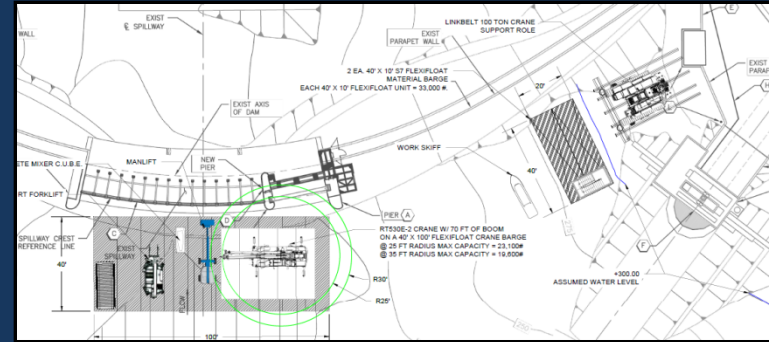 WALL
EXIST
℄ SPILLWAY
LINKBELT 100 TON CRANE
SUPPORT ROLE
E
EXIST
PARAPET WALL
EXIST
PARAF
H
2 EA. 40' X 10' S7 FLEXIFLOAT
MATERIAL BARGE
EACH 40' X 10' FLEXIFLOAT UNIT = 33,000 #.
20'
EXIST AXIS
OF DAM
WORK SKIFF
40'
ETE MIXER C.U.B.E.
MANLIFT
NEW
PIER
RT FORKLIFT
D
PIER
A
SPILLWAY CREST
REFERENCE LINE
C
EXIST
SPILLWAY
40'
FLOW
RT530E-2 CRANE W/ 70 FT OF BOOM
ON A 40' X 100' FLEXIFLOAT CRANE BARGE
@ 25 FT RADIUS MAX CAPACITY = 23,100#
@ 35 FT RADIUS MAX CAPACITY = 19,600#
F
R30'
R25'
+300.00
ASSUMED WATER LEVEL
100'